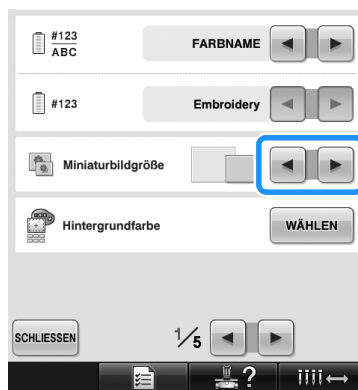 #123
ABC
FARBNAME
#123
Embroidery
Miniaturbildgröße
Hintergrundfarbe
WÄHLEN
SCHLIESSEN
1/5
?